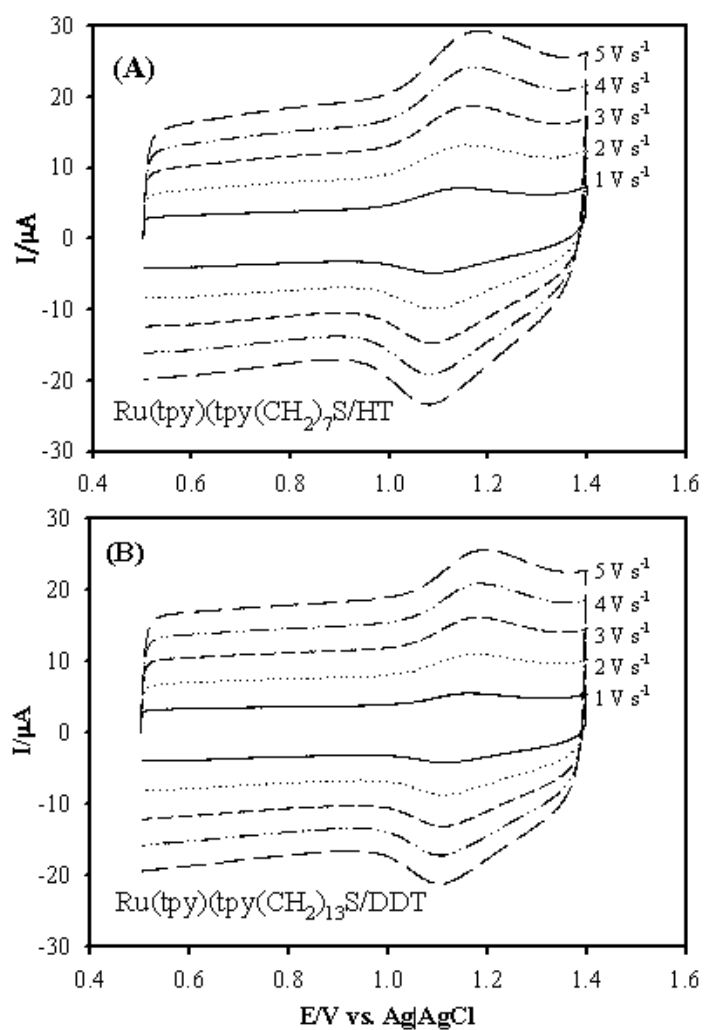 30
(A)
5 V s⁻¹
20
4 V s⁻¹
3 V s⁻¹
10
2 V s⁻¹
1 V s⁻¹
I/µA
0
-10
-20
Ru(tpy)(tpy(CH₂)₇S/HT
-30
0.4 0.6 0.8 1.0 1.2 1.4 1.6
30
(B)
5 V s⁻¹
20
4 V s⁻¹
3 V s⁻¹
10
2 V s⁻¹
1 V s⁻¹
I/µA
0
-10
-20
Ru(tpy)(tpy(CH₂)₁₃S/DDT
-30
0.4 0.6 0.8 1.0 1.2 1.4 1.6
E/V vs. Ag|AgCl